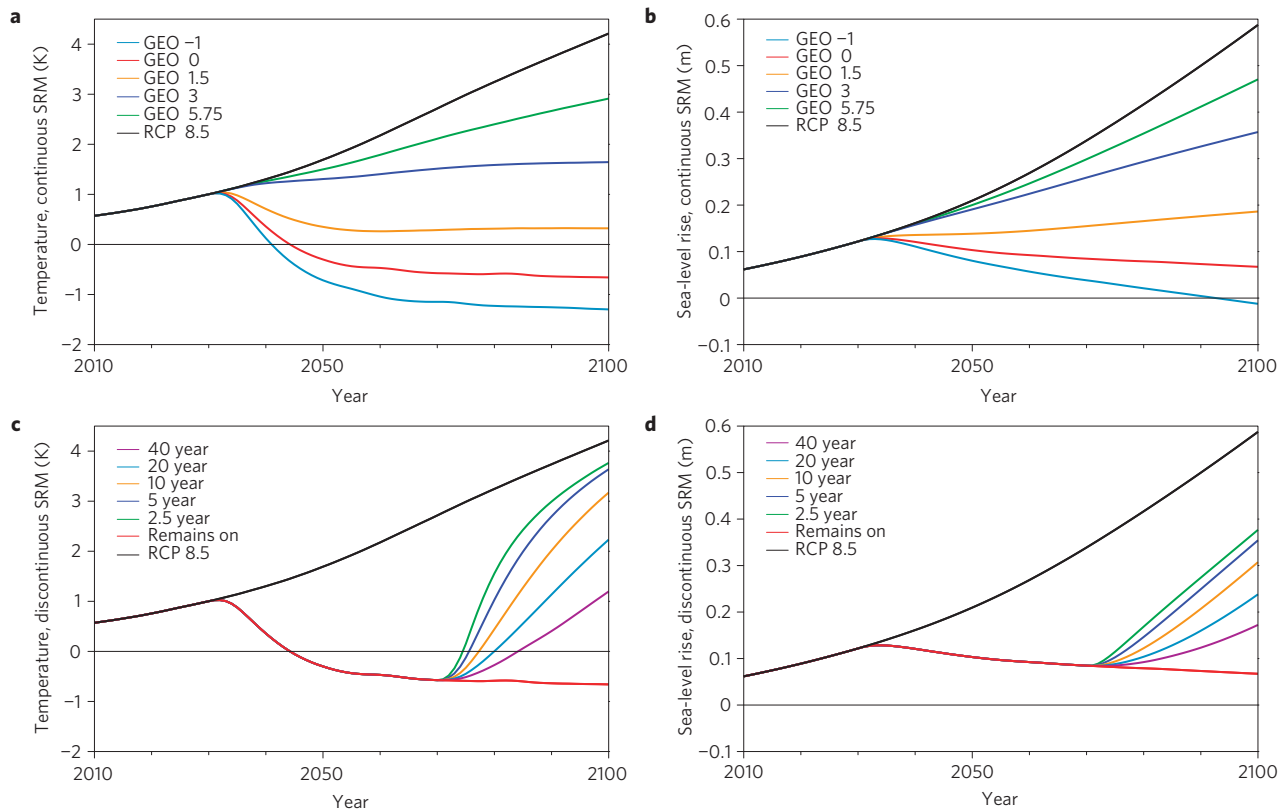 a
Temperature, continuous SRM (K)
4
3
2
1
0
−1
−2
GEO −1
GEO 0
GEO 1.5
GEO 3
GEO 5.75
RCP 8.5
2010
2050
2100
Year
b
Sea-level rise, continuous SRM (m)
0.6
0.5
0.4
0.3
0.2
0.1
0
−0.1
GEO −1
GEO 0
GEO 1.5
GEO 3
GEO 5.75
RCP 8.5
2010
2050
2100
Year
c
Temperature, discontinuous SRM (K)
4
3
2
1
0
−1
−2
40 year
20 year
10 year
5 year
2.5 year
Remains on
RCP 8.5
2010
2050
2100
Year
d
Sea-level rise, discontinuous SRM (m)
0.6
0.5
0.4
0.3
0.2
0.1
0
−0.1
40 year
20 year
10 year
5 year
2.5 year
Remains on
RCP 8.5
2010
2050
2100
Year